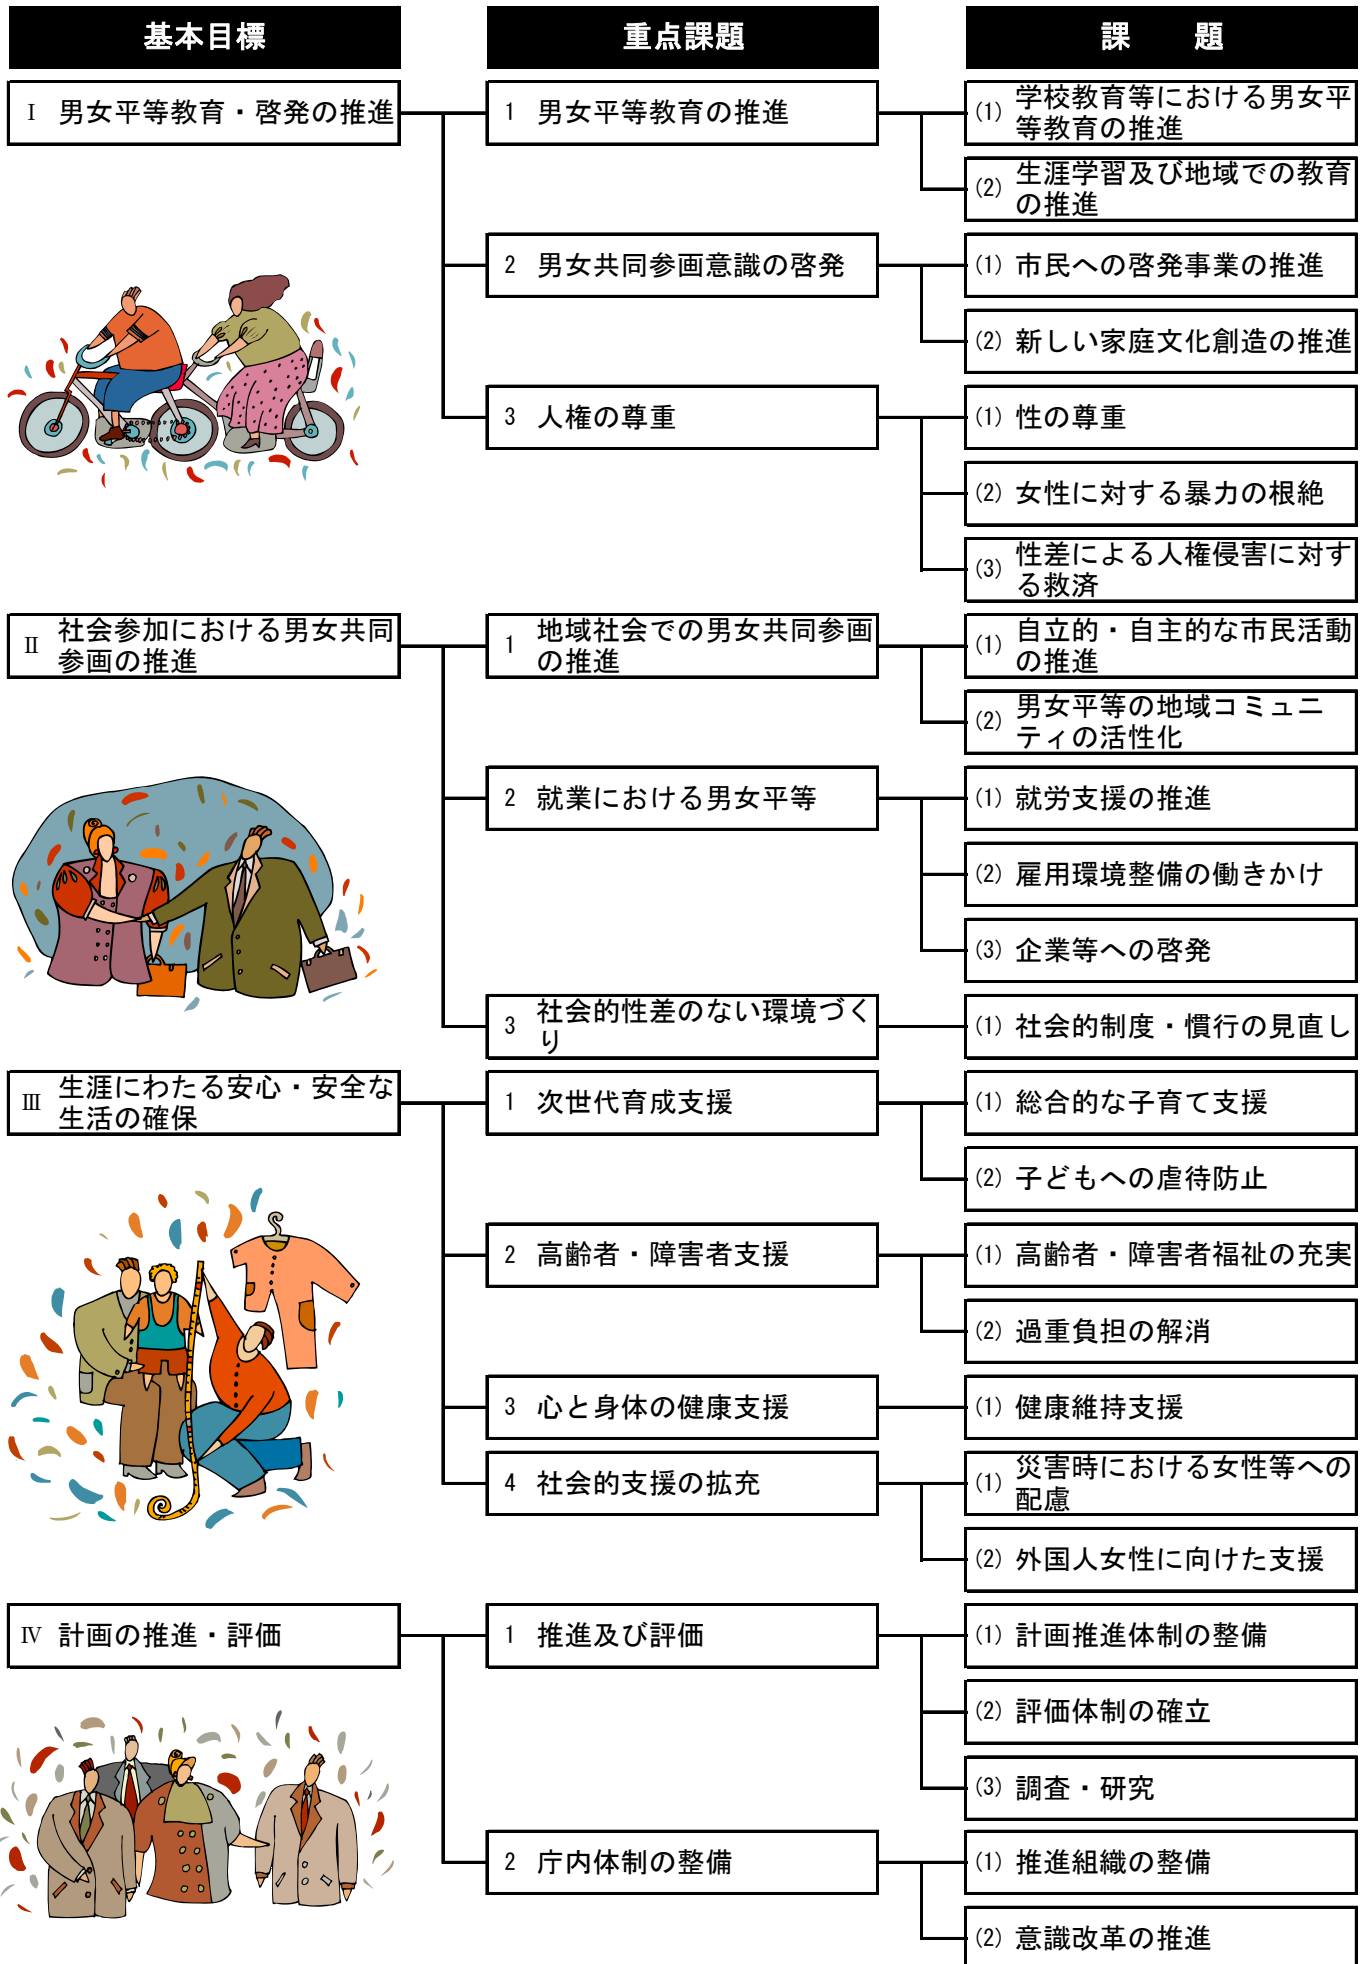 基本目標
重点課題
課　題
Ⅰ 男女平等教育・啓発の推進
1 男女平等教育の推進
(1) 学校教育等における男女平
等教育の推進
(2) 生涯学習及び地域での教育
の推進
2 男女共同参画意識の啓発
(1) 市民への啓発事業の推進
(2) 新しい家庭文化創造の推進
3 人権の尊重
(1) 性の尊重
(2) 女性に対する暴力の根絶
(3) 性差による人権侵害に対す
る救済
Ⅱ 社会参加における男女共同
参画の推進
1 地域社会での男女共同参画
の推進
(1) 自立的・自主的な市民活動
の推進
(2) 男女平等の地域コミュニ
ティの活性化
2 就業における男女平等
(1) 就労支援の推進
(2) 雇用環境整備の働きかけ
(3) 企業等への啓発
3 社会的性差のない環境づく
り
(1) 社会的制度・慣行の見直し
Ⅲ 生涯にわたる安心・安全な
生活の確保
1 次世代育成支援
(1) 総合的な子育て支援
(2) 子どもへの虐待防止
2 高齢者・障害者支援
(1) 高齢者・障害者福祉の充実
(2) 過重負担の解消
3 心と身体の健康支援
(1) 健康維持支援
4 社会的支援の拡充
(1) 災害時における女性等への
配慮
(2) 外国人女性に向けた支援
Ⅳ 計画の推進・評価
1 推進及び評価
(1) 計画推進体制の整備
(2) 評価体制の確立
(3) 調査・研究
2 庁内体制の整備
(1) 推進組織の整備
(2) 意識改革の推進